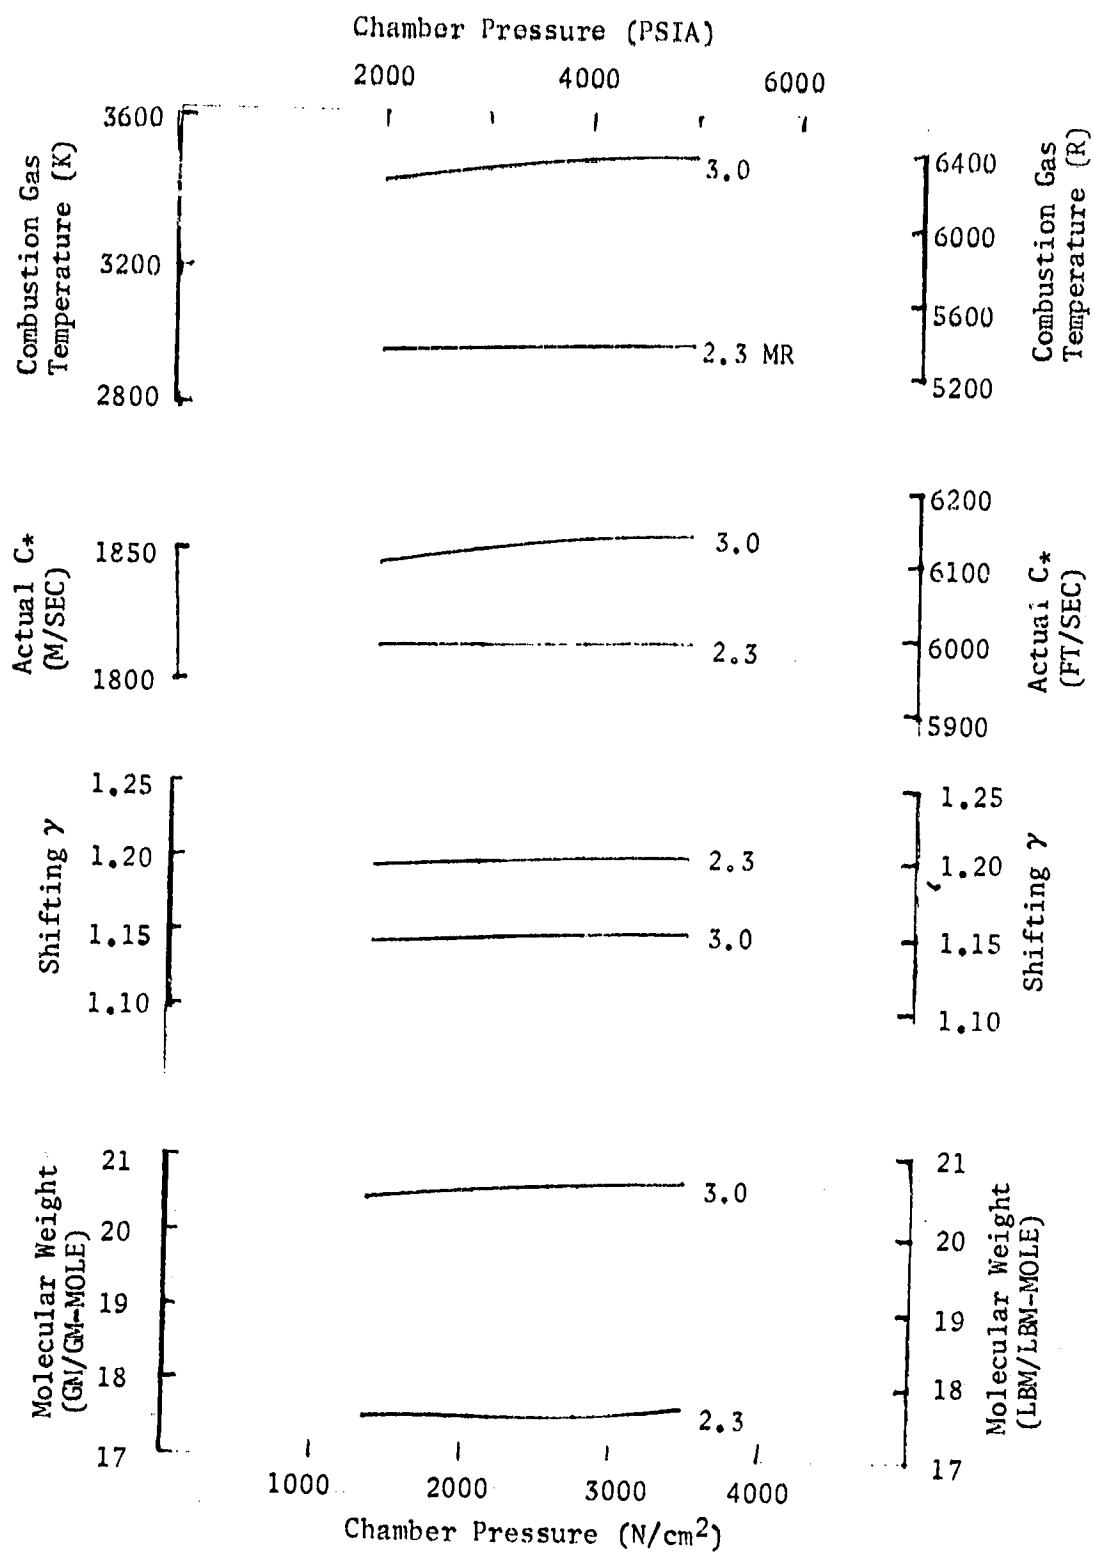 Chamber Pressure (PSIA)
2000 4000 6000
3600
3200
2800
Combustion Gas
Temperature (K)
3.0
2.3 MR
6400
6000
5600
5200
Combustion Gas
Temperature (R)
1850
1800
Actual C*
(M/SEC)
3.0
2.3
6200
6100
6000
5900
Actual C*
(FT/SEC)
1.25
1.20
1.15
1.10
Shifting γ
2.3
3.0
1.25
1.20
1.15
1.10
Shifting γ
21
20
19
18
17
Molecular Weight
(GM/GM-MOLE)
3.0
2.3
21
20
19
18
17
Molecular Weight
(LBM/LBM-MOLE)
1000 2000 3000 4000
Chamber Pressure (N/cm2)